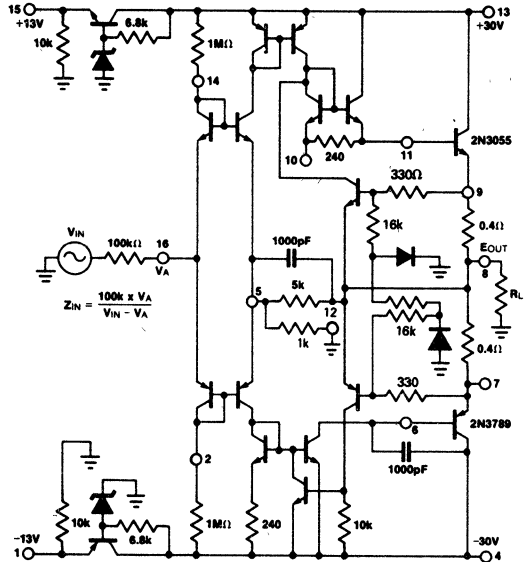 15
+13V
10k
6.8k
1MΩ
14
13
+30V
10
240
11
2N3055
330Ω
9
16k
0.4Ω
EOUT
8
RL
VIN
100kΩ
16
VA
1000pF
5
5k
12
1k
ZIN = 100k x VA
VIN - VA
16k
0.4Ω
330
7
2N3789
6
1000pF
2
10k
6.8k
1MΩ
240
10k
-13V
1
-30V
4